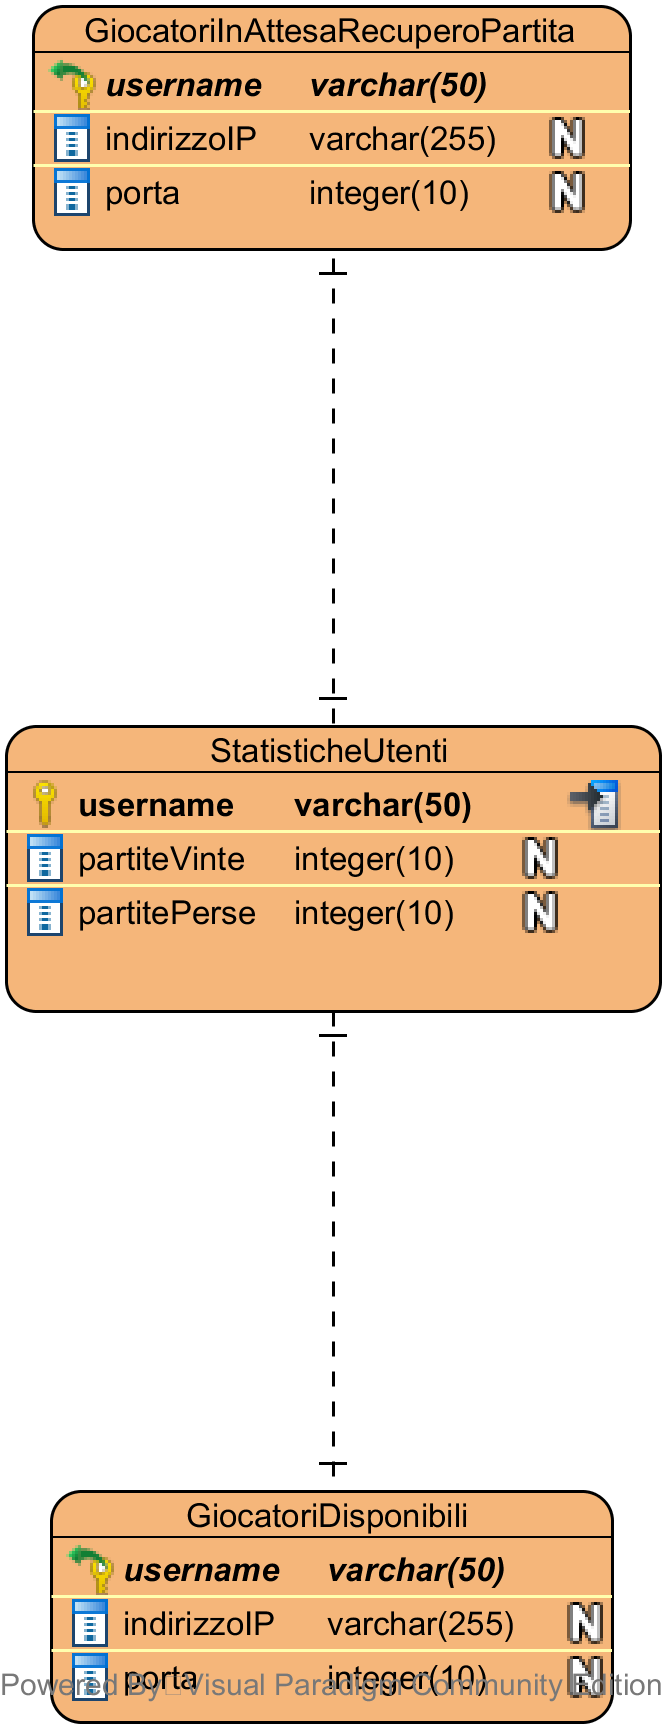 GiocatoriInAttesaRecuperoPartita
username varchar(50)
indirizzoIP varchar(255) N
porta integer(10) N
StatisticheUtenti
username varchar(50)
partiteVinte integer(10) N
partitePerse integer(10) N
GiocatoriDisponibili
username varchar(50)
indirizzoIP varchar(255) N
porta integer(10) N
Powered By Visual Paradigm Community Edition